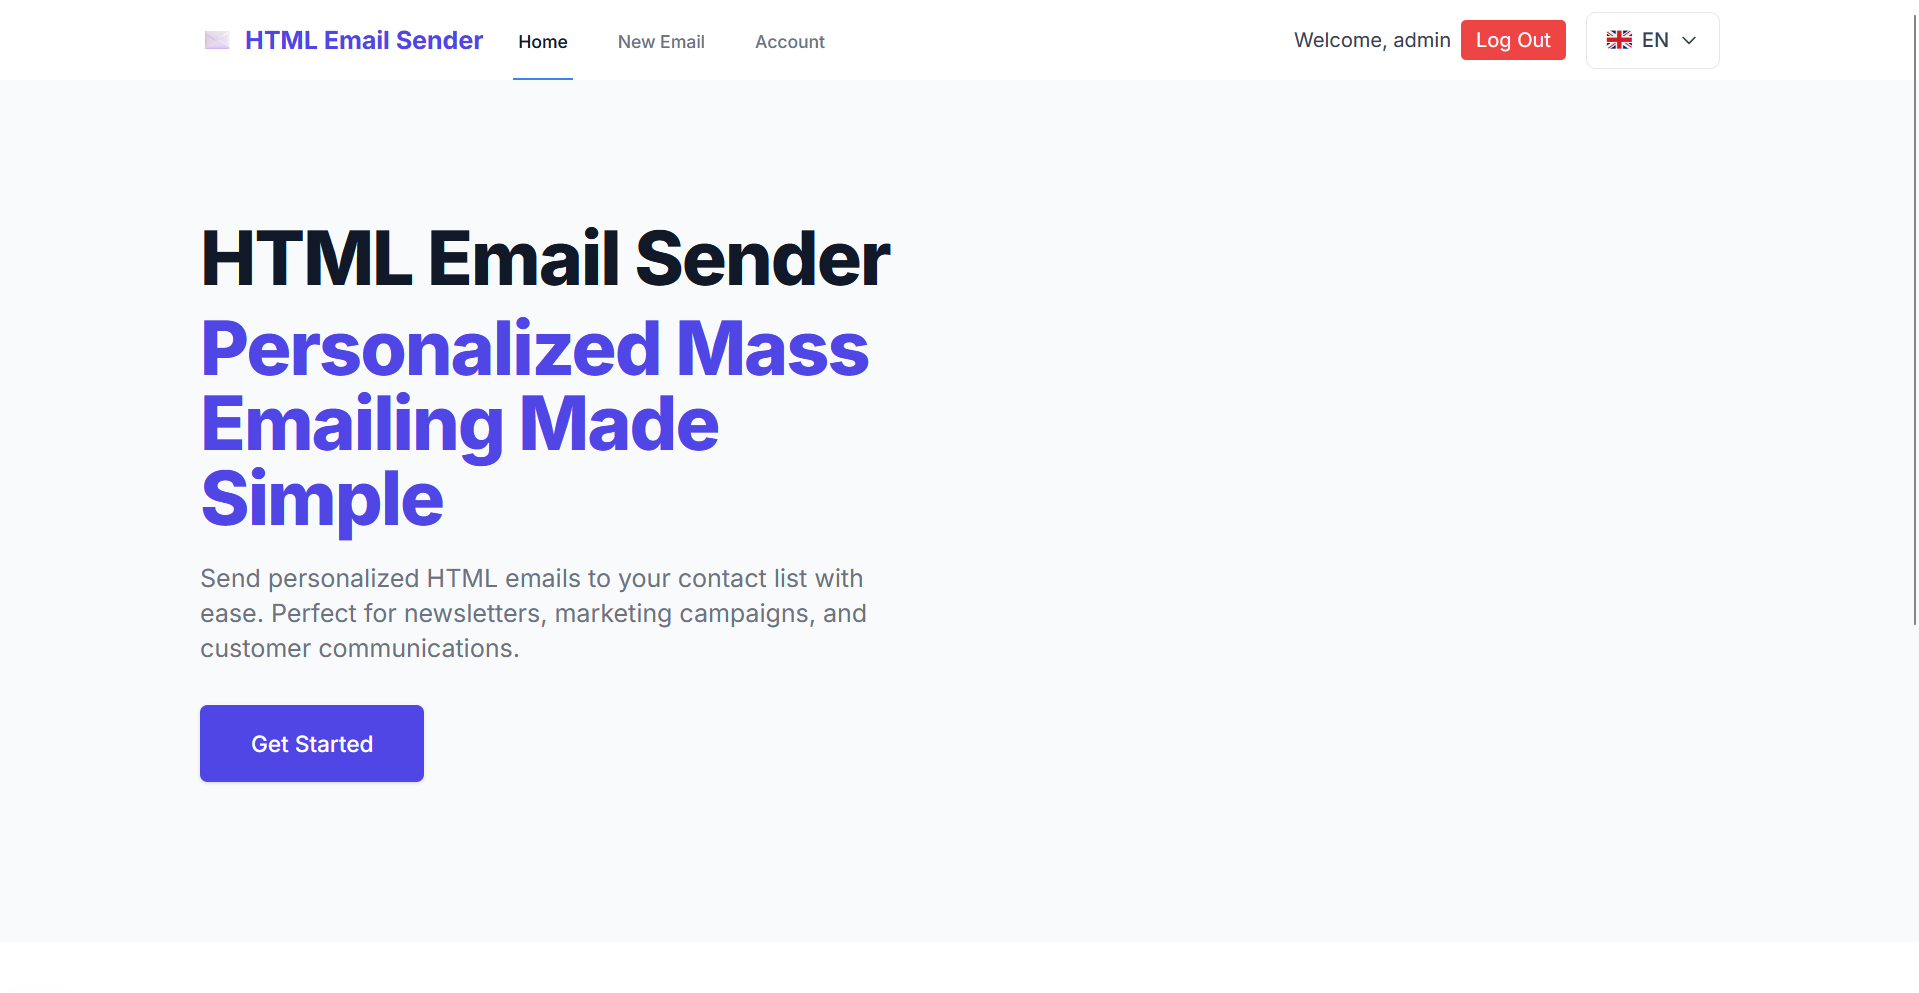 HTML Email Sender
Home
New Email
Account
Welcome, admin
Log Out
EN
HTML Email Sender
Personalized Mass
Emailing Made
Simple
Send personalized HTML emails to your contact list with
ease. Perfect for newsletters, marketing campaigns, and
customer communications.
Get Started